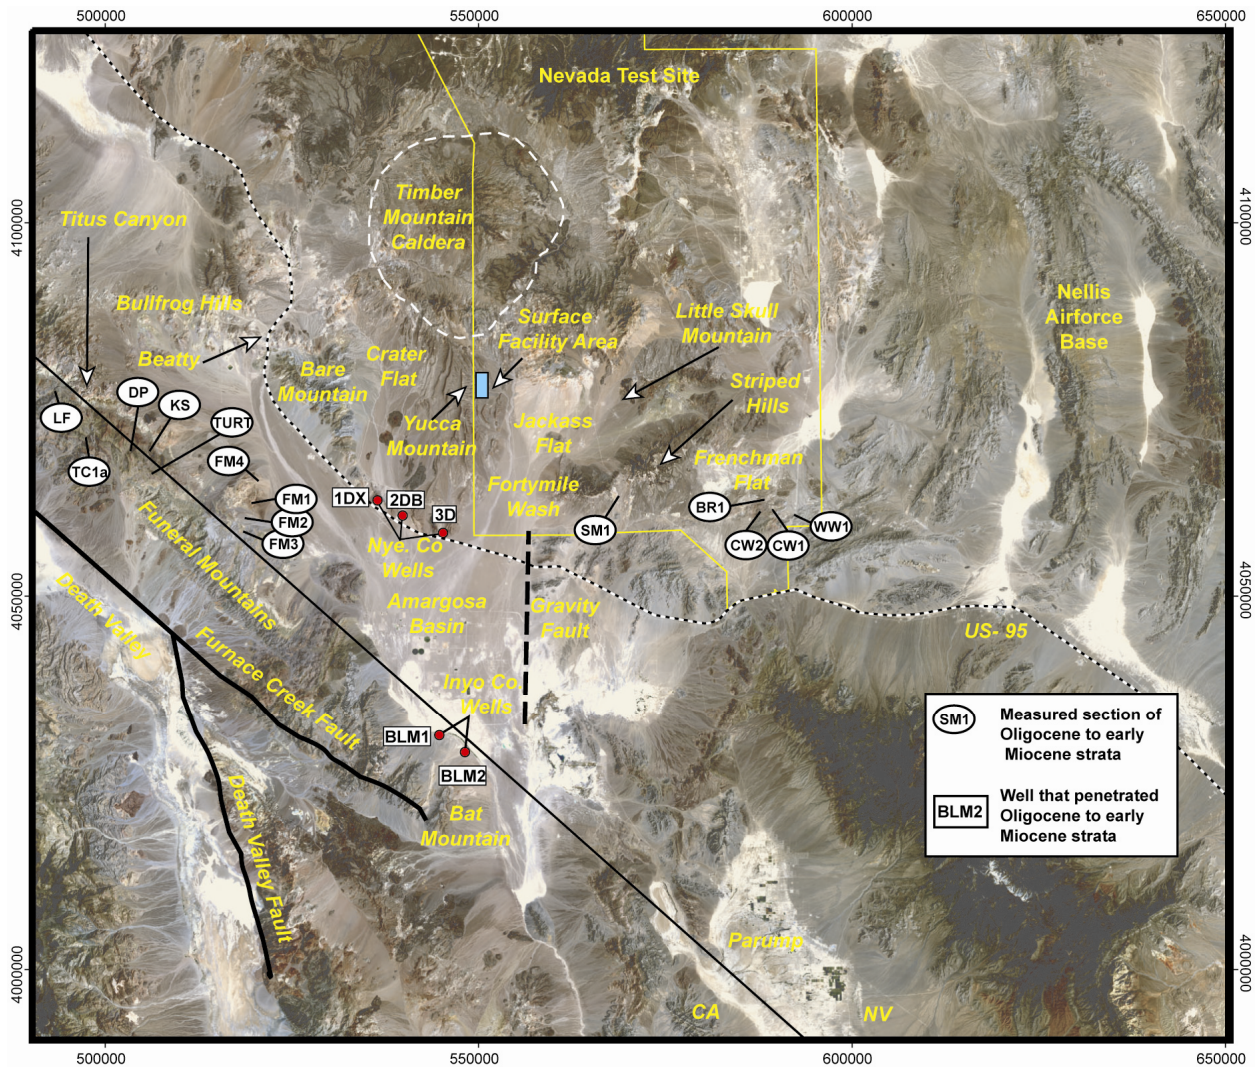 500000
550000
600000
650000
Nevada Test Site
4100000
4100000
Timber
Mountain
Caldera
Titus Canyon
Bullfrog Hills
Surface
Facility Area
Little Skull
Mountain
Nellis
Airforce
Base
Beatty
Bare
Mountain
Crater
Flat
Striped
Hills
DP
KS
LF
TURT
Yucca
Mountain
Jackass
Flat
Frenchman
Flat
TC1a
FM4
FM1
FM2
FM3
1DX
2DB
3D
Fortymile
Wash
SM1
BR1
CW2
CW1
WW1
Nye. Co
Wells
Funeral Mountains
4050000
4050000
Death Valley
Amargosa
Basin
Gravity
Fault
US- 95
Furnace Creek Fault
Inyo Co.
Wells
BLM1
BLM2
SM1
Measured section of
Oligocene to early
Miocene strata
BLM2
Well that penetrated
Oligocene to early
Miocene strata
Bat
Mountain
Death Valley Fault
Parump
4000000
4000000
CA
NV
500000
550000
600000
650000